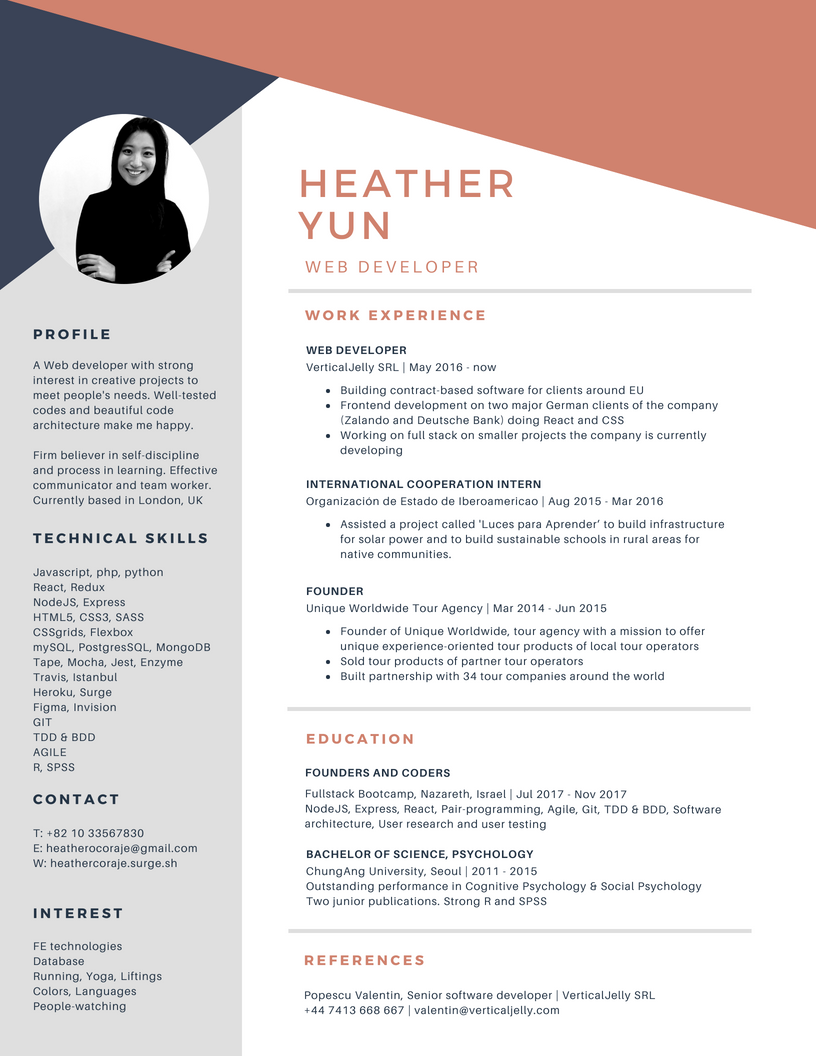 HEATHER
YUN
WEB DEVELOPER
PROFILE
A Web developer with strong
interest in creative projects to
meet people's needs. Well-tested
codes and beautiful code
architecture make me happy.
Firm believer in self-discipline
and process in learning. Effective
communicator and team worker.
Currently based in London, UK
TECHNICAL SKILLS
Javascript, php, python
React, Redux
NodeJS, Express
HTML5, CSS3, SASS
CSSgrids, Flexbox
mySQL, PostgresSQL, MongoDB
Tape, Mocha, Jest, Enzyme
Travis, Istanbul
Heroku, Surge
Figma, Invision
GIT
TDD & BDD
AGILE
R, SPSS
CONTACT
T: +82 10 33567830
E: heatherocoraje@gmail.com
W: heathercoraje.surge.sh
INTEREST
FE technologies
Database
Running, Yoga, Liftings
Colors, Languages
People-watching
WORK EXPERIENCE
WEB DEVELOPER
VerticalJelly SRL | May 2016 - now
• Building contract-based software for clients around EU
• Frontend development on two major German clients of the company
(Zalando and Deutsche Bank) doing React and CSS
• Working on full stack on smaller projects the company is currently
developing
INTERNATIONAL COOPERATION INTERN
Organización de Estado de Iberoamericao | Aug 2015 - Mar 2016
• Assisted a project called 'Luces para Aprender’ to build infrastructure
for solar power and to build sustainable schools in rural areas for
native communities.
FOUNDER
Unique Worldwide Tour Agency | Mar 2014 - Jun 2015
• Founder of Unique Worldwide, tour agency with a mission to offer
unique experience-oriented tour products of local tour operators
• Sold tour products of partner tour operators
• Built partnership with 34 tour companies around the world
EDUCATION
FOUNDERS AND CODERS
Fullstack Bootcamp, Nazareth, Israel | Jul 2017 - Nov 2017
NodeJS, Express, React, Pair-programming, Agile, Git, TDD & BDD, Software
architecture, User research and user testing
BACHELOR OF SCIENCE, PSYCHOLOGY
ChungAng University, Seoul | 2011 - 2015
Outstanding performance in Cognitive Psychology & Social Psychology
Two junior publications. Strong R and SPSS
REFERENCES
Popescu Valentin, Senior software developer | VerticalJelly SRL
+44 7413 668 667 | valentin@verticaljelly.com